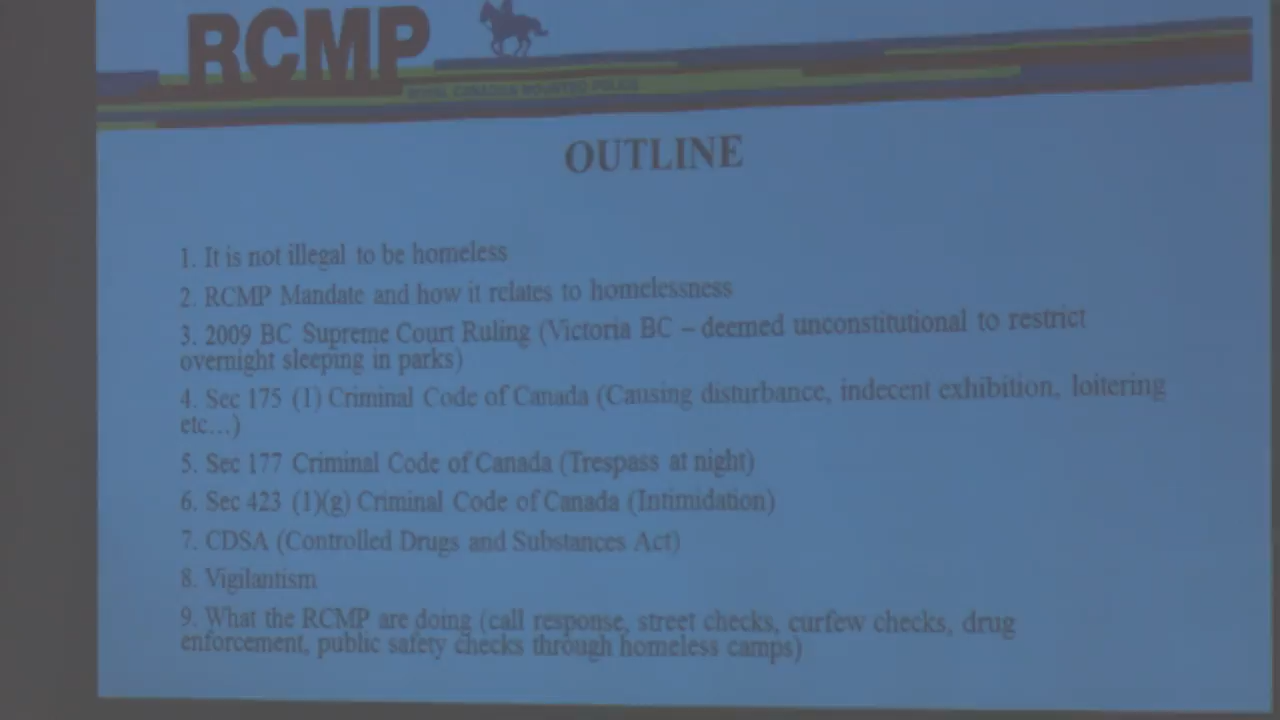 RCMP
ROYAL CANADIAN MOUNTED POLICE
OUTLINE
1. It is not illegal to be homeless
2. RCMP Mandate and how it relates to homelessness
3. 2009 BC Supreme Court Ruling (Victoria BC – deemed unconstitutional to restrict
overnight sleeping in parks)
4. Sec 175 (1) Criminal Code of Canada (Causing disturbance, indecent exhibition, loitering
etc...)
5. Sec 177 Criminal Code of Canada (Trespass at night)
6. Sec 423 (1)(g) Criminal Code of Canada (Intimidation)
7. CDSA (Controlled Drugs and Substances Act)
8. Vigilantism
9. What the RCMP are doing (call response, street checks, curfew checks, drug
enforcement, public safety checks through homeless camps)